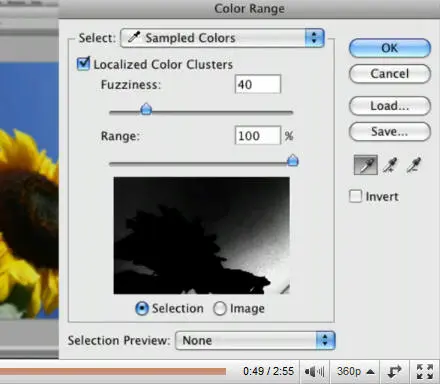 Color Range
Select: Sampled Colors
OK
Localized Color Clusters
Cancel
Fuzziness: 40
Load...
Range: 100 %
Save...
Invert
Selection Image
Selection Preview: None
0:49 / 2:55 360p